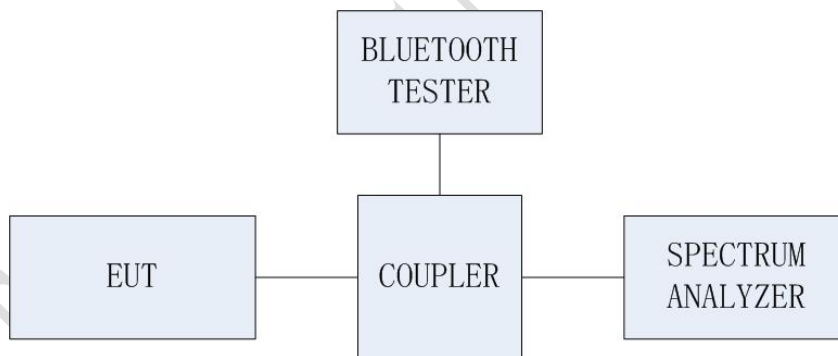 BLUETOOTH
TESTER
EUT
COUPLER
SPECTRUM
ANALYZER